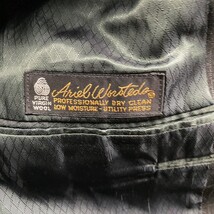 PURE
VIRGIN
WOOL
Ariel Worsteds
PROFESSIONALLY DRY CLEAN
LOW MOISTURE - UTILITY PRESS